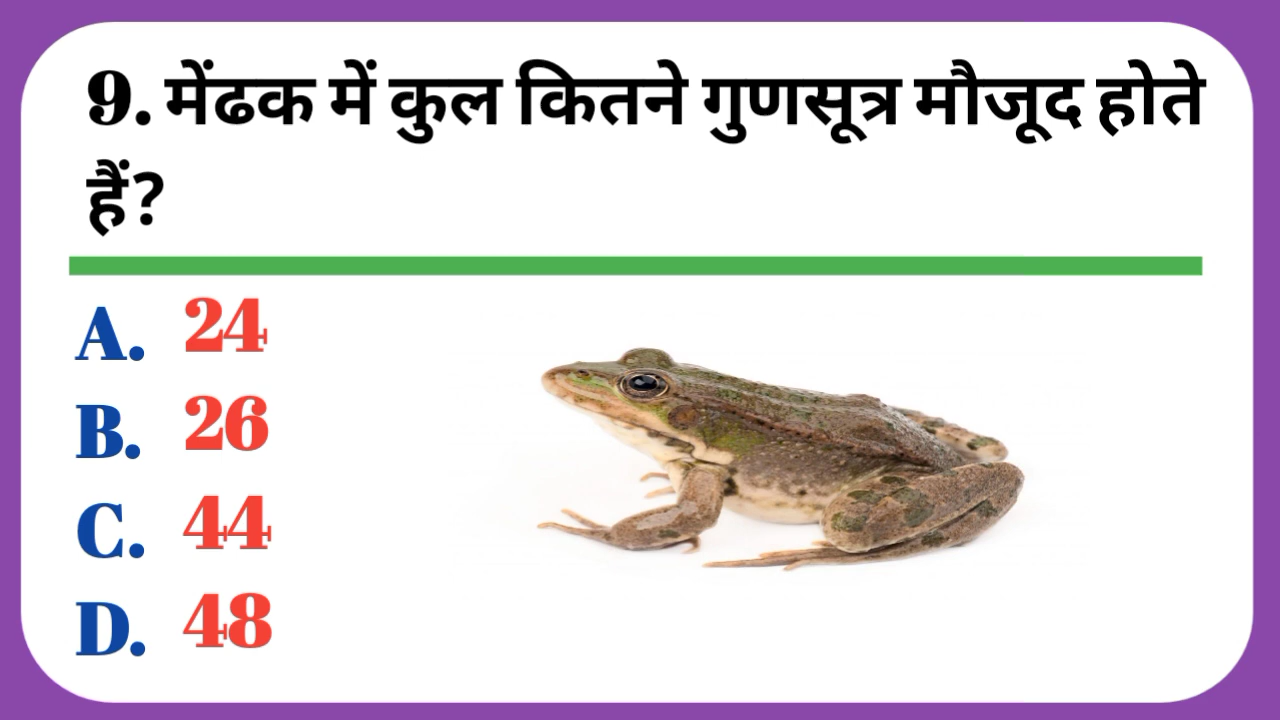 9. मेंढक में कुल कितने गुणसूत्र मौजूद होते
हैं?
A. 24
B. 26
C. 44
D. 48